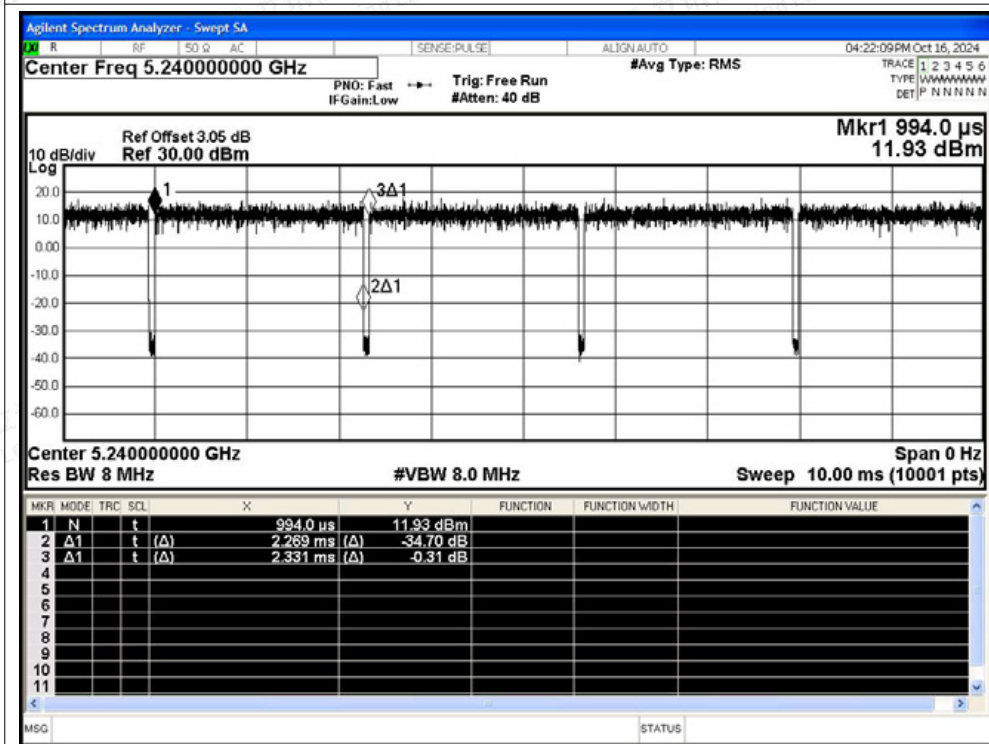 Agilent Spectrum Analyzer - Swept SA
LXI R RF 50 Ω AC SENSE:PULSE ALIGN AUTO 04:22:09 PM Oct 16, 2024
Center Freq 5.240000000 GHz
PNO: Fast
IFGain:Low
Trig: Free Run
#Atten: 40 dB
#Avg Type: RMS
TRACE 1 2 3 4 5 6
TYPE WWWWWW
DET P N N N N N
Mkr1 994.0 µs
11.93 dBm
Ref Offset 3.05 dB
10 dB/div Ref 30.00 dBm
Log
20.0
10.0
0.00
-10.0
-20.0
-30.0
-40.0
-50.0
-60.0
1
3Δ1
2Δ1
Center 5.240000000 GHz Span 0 Hz
Res BW 8 MHz #VBW 8.0 MHz Sweep 10.00 ms (10001 pts)
MKR MODE TRC SCL X Y FUNCTION FUNCTION WIDTH FUNCTION VALUE
1 N t 994.0 µs 11.93 dBm
2 Δ1 t (Δ) 2.269 ms (Δ) -34.70 dB
3 Δ1 t (Δ) 2.331 ms (Δ) -0.31 dB
4
5
6
7
8
9
10
11
MSG STATUS